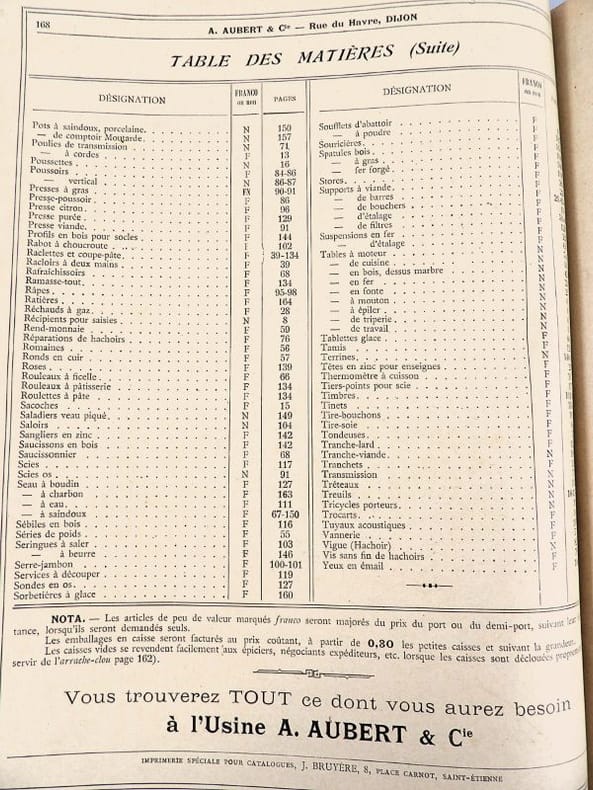 168
A. AUBERT & Cie — Rue du Havre, DIJON
TABLE DES MATIÈRES (Suite)
DÉSIGNATION FRANCO ou non PAGES
Pots à saindoux, porcelaine. N 150
— de comptoir Mougarde. N 157
Poulies de transmission N 71
— à cordes F 13
Poussettes N 16
Poussoirs F 84-86
— vertical N 86-87
Presses à gras FN 90-91
Presse-poussoir F 86
Presse citron F 96
Presse purée F 129
Presse viande F 91
Profils en bois pour socles F 144
Rabot à choucroute 102
Raclettes et coupe-pâte F 39-134
Racloirs à deux mains F 39
Rafraîchissoirs F 68
Ramasse-tout F 134
Râpes F 95-98
Ratières F 164
Réchauds à gaz F 28
Récipients pour saisies N 8
Rend-monnaie F 59
Réparations de hachoirs F 76
Romaines F 56
Ronds en cuir F 57
Roses F 139
Rouleaux à ficelle F 66
Rouleaux à pâtisserie F 134
Roulettes à pâte F 134
Sacoches F 15
Saladiers veau piqué N 149
Saloirs N 104
Sangliers en zinc F 142
Saucissons en bois F 142
Saucissonnier F 68
Scies F 117
Scies os N 91
Seau à boudin F 127
— à charbon F 163
— à eau F 111
— à saindoux F 67-150
Sébiles en bois F 116
Séries de poids F 55
Seringues à saler F 103
— à beurre F 146
Serre-jambon F 100-101
Services à découper F 119
Sondes en os F 127
Sorbetières à glace F 160
DÉSIGNATION FRANCO
Soufflets d'abattoir F
— à poudre F
Souricières F
Spatules bois F
— à gras F
— fer forgé F
Stores
Supports à viande
— de barres
— de bouchers
— d'étalage
— de filtres
Suspensions en fer
— d'étalage
Tables à moteur N
— de cuisine N
— en bois, dessus marbre N
— en fer N
— en fonte N
— à mouton N
— à épiler N
— de triperie N
— de travail N
Tablettes glace F
Tamis F
Terrines N
Têtes en zinc pour enseignes F
Thermomètre à cuisson F
Tiers-points pour scie F
Timbres F
Tinets F
Tire-bouchons F
Tire-soie F
Tondeuses F
Tranche-lard F
Tranche-viande N
Tranchets F
Transmission N
Tréteaux N
Treuils N
Tricycles porteurs N
Trocarts F
Tuyaux acoustiques F
Vannerie F
Vigue (Hachoir) N
Vis sans fin de hachoirs F
Yeux en émail F
NOTA. — Les articles de peu de valeur marqués franco seront majorés du prix du port ou du demi-port, suivant leur
tance, lorsqu'ils seront demandés seuls.
Les emballages en caisse seront facturés au prix coûtant, à partir de 0,30 les petites caisses et suivant la grandeur.
Les caisses vides se revendent facilement aux épiciers, négociants expéditeurs, etc. lorsque les caisses sont déclouées
servir de l'arrache-clou page 162).
Vous trouverez TOUT ce dont vous aurez besoin
à l'Usine A. AUBERT & Cie
IMPRIMERIE SPÉCIALE POUR CATALOGUES, J. BRUYÈRE, 8, PLACE CARNOT, SAINT-ÉTIENNE